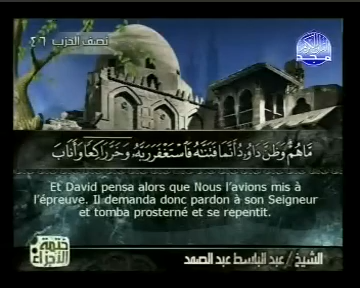 نصف الحزب ٤٦
مَّا هُمْ وَظَنَّ دَاوُۥدُ أَنَّمَا فَتَنَّٰهُ فَٱسْتَغْفَرَ رَبَّهُۥ وَخَرَّ رَاكِعًا وَأَنَابَ
Et David pensa alors que Nous l'avions mis à
l'épreuve. Il demanda donc pardon à son Seigneur
et tomba prosterné et se repentit.
ختمة
الأجزاء
الشيخ / عبد الباسط عبد الصمد